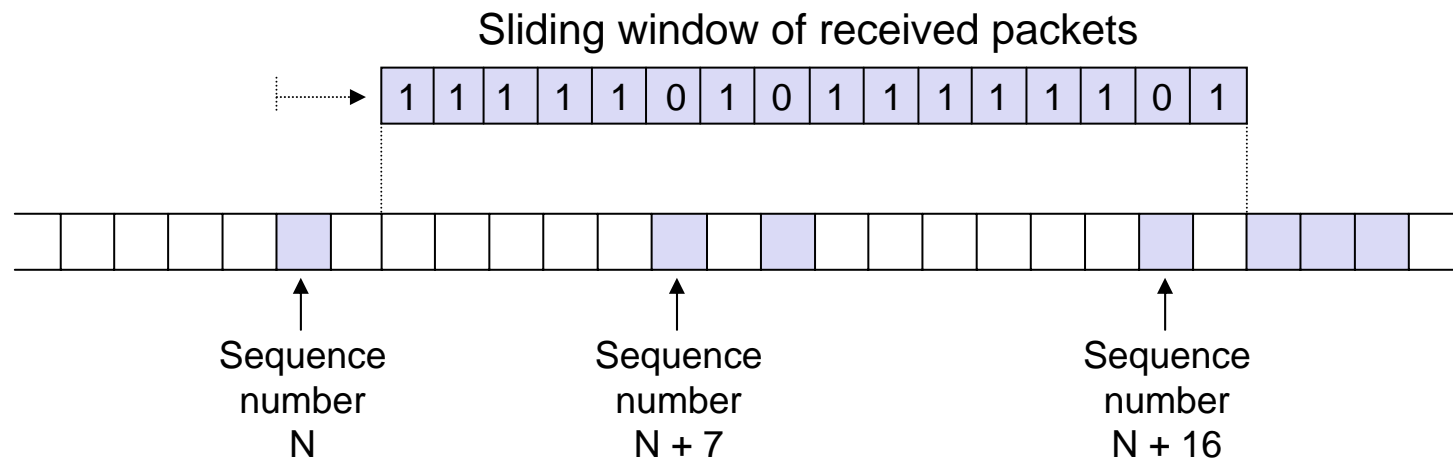 Sliding window of received packets
1 1 1 1 1 0 1 0 1 1 1 1 1 1 0 1
Sequence number N
Sequence number N + 7
Sequence number N + 16